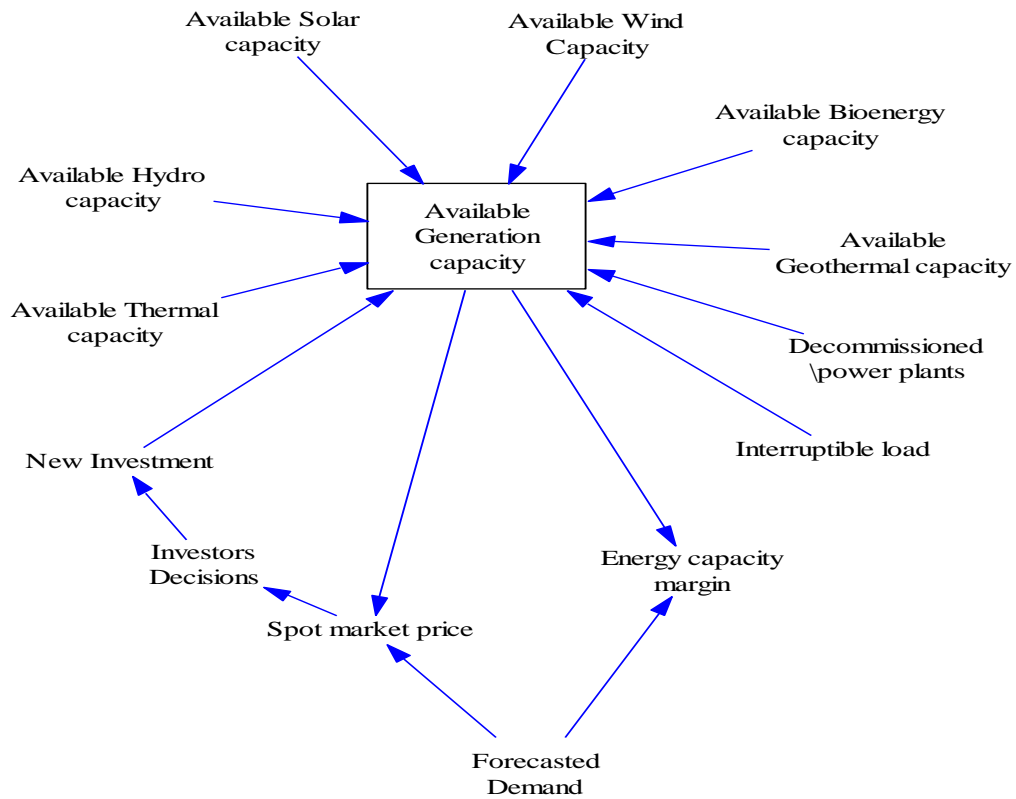 Available Solar
capacity
Available Wind
Capacity
Available Bioenergy
capacity
Available Hydro
capacity
Available
Generation
capacity
Available
Geothermal capacity
Available Thermal
capacity
Decommissioned
\power plants
Interruptible load
New Investment
Investors
Decisions
Energy capacity
margin
Spot market price
Forecasted
Demand